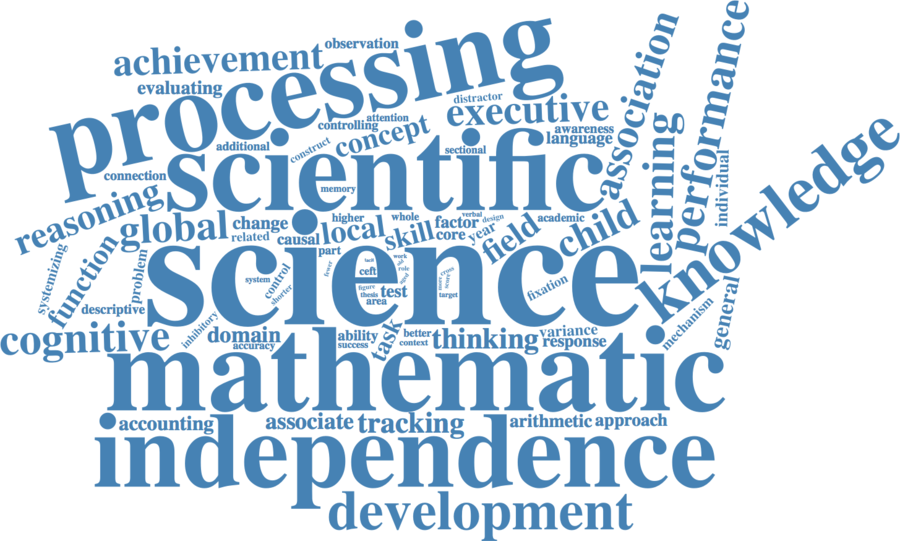 processing
achievement
observation
evaluating
distractor
executive
attention
controlling
concept
awareness
language
additional
construct
sectional
scientific
connection
memory
association
performance
learning
individual
knowledge
reasoning
global
change
higher
whole
verbal
design
academic
related
causal
local
skill
factor
core
year
field
child
part
science
systemizing
function
problem
system
control
shorter
fewer
work
ceft
role
figure
thesis
test
area
cross
score
target
fixation
mechanism
general
descriptive
cognitive
inhibitory
domain
accuracy
ability
success
task
better
context
thinking
variance
response
mathematic
accounting
associate
tracking
arithmetic
approach
independence
development